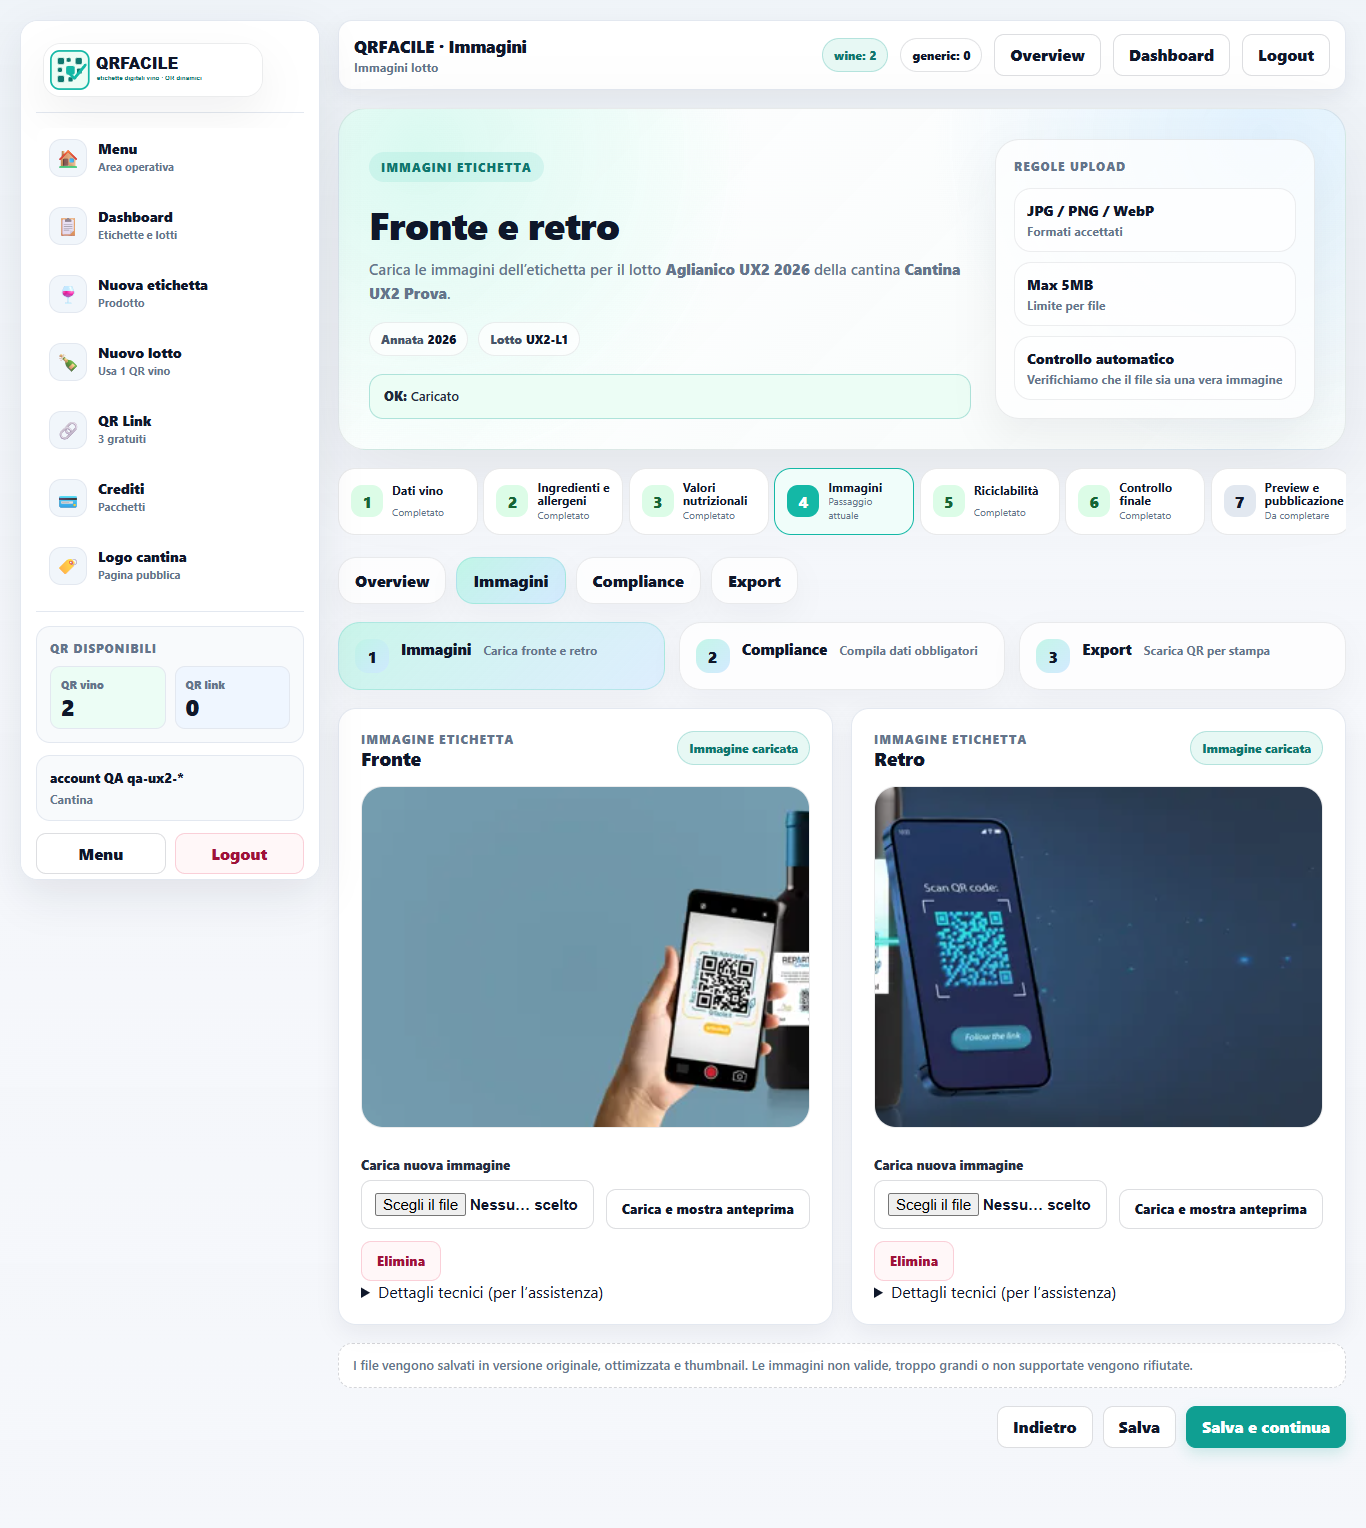 QRFACILE
etichette digitali vino · QR dinamici
Menu
Area operativa
Dashboard
Etichette e lotti
Nuova etichetta
Prodotto
Nuovo lotto
Usa 1 QR vino
QR Link
3 gratuiti
Crediti
Pacchetti
Logo cantina
Pagina pubblica
QR DISPONIBILI
QR vino
2
QR link
0
account QA qa-ux2-*
Cantina
Menu
Logout
QRFACILE · Immagini
Immagini lotto
wine: 2
generic: 0
Overview
Dashboard
Logout
IMMAGINI ETICHETTA
Fronte e retro
Carica le immagini dell’etichetta per il lotto Aglianico UX2 2026 della cantina Cantina
UX2 Prova.
Annata 2026
Lotto UX2-L1
OK: Caricato
REGOLE UPLOAD
JPG / PNG / WebP
Formati accettati
Max 5MB
Limite per file
Controllo automatico
Verifichiamo che il file sia una vera immagine
1
Dati vino
Completato
2
Ingredienti e
allergeni
Completato
3
Valori
nutrizionali
Completato
4
Immagini
Passaggio
attuale
5
Riciclabilità
Completato
6
Controllo
finale
Completato
7
Preview e
pubblicazione
Da completare
Overview
Immagini
Compliance
Export
1
Immagini
Carica fronte e retro
2
Compliance
Compila dati obbligatori
3
Export
Scarica QR per stampa
IMMAGINE ETICHETTA
Fronte
Immagine caricata
REPART
Carica nuova immagine
Scegli il file
Nessu... scelto
Carica e mostra anteprima
Elimina
Dettagli tecnici (per l’assistenza)
IMMAGINE ETICHETTA
Retro
Immagine caricata
Scan QR code:
Follow the link
Carica nuova immagine
Scegli il file
Nessu... scelto
Carica e mostra anteprima
Elimina
Dettagli tecnici (per l’assistenza)
I file vengono salvati in versione originale, ottimizzata e thumbnail. Le immagini non valide, troppo grandi o non supportate vengono rifiutate.
Indietro
Salva
Salva e continua